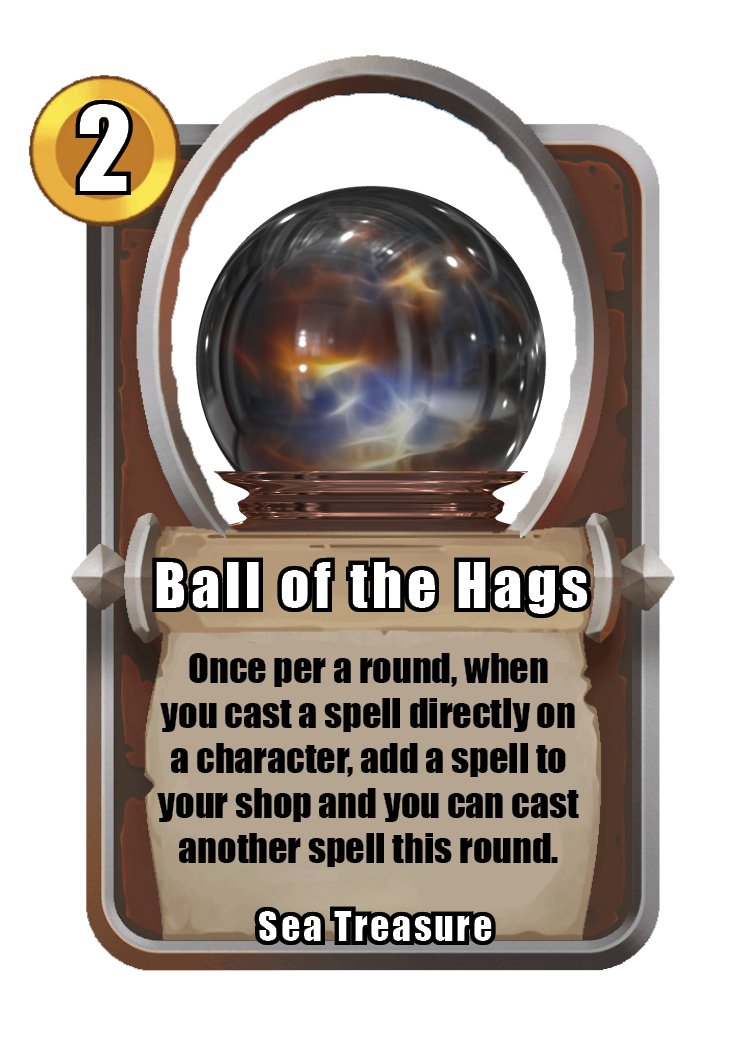 2
Ball of the Hags
Once per a round, when
you cast a spell directly on
a character, add a spell to
your shop and you can cast
another spell this round.
Sea Treasure